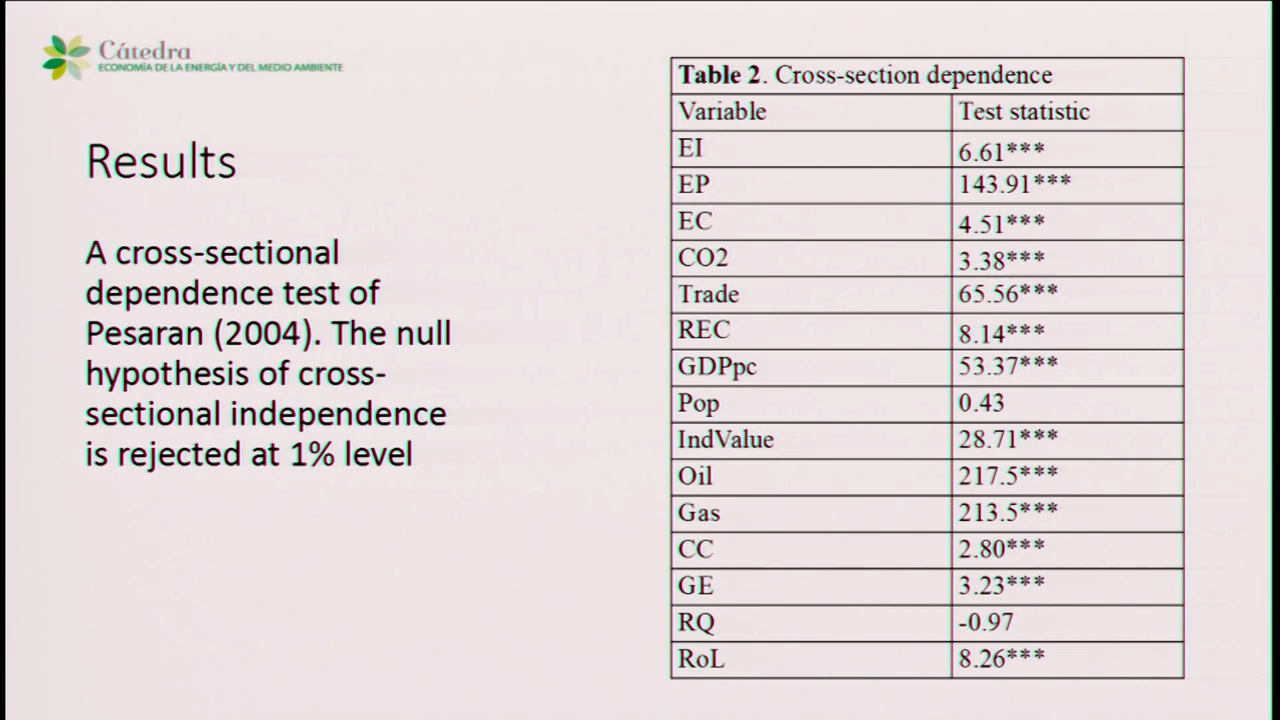 Cátedra
ECONOMÍA DE LA ENERGÍA Y DEL MEDIO AMBIENTE
Results
A cross-sectional
dependence test of
Pesaran (2004). The null
hypothesis of cross-
sectional independence
is rejected at 1% level
Table 2. Cross-section dependence
Variable Test statistic
EI 6.61***
EP 143.91***
EC 4.51***
CO2 3.38***
Trade 65.56***
REC 8.14***
GDPpc 53.37***
Pop 0.43
IndValue 28.71***
Oil 217.5***
Gas 213.5***
CC 2.80***
GE 3.23***
RQ -0.97
RoL 8.26***